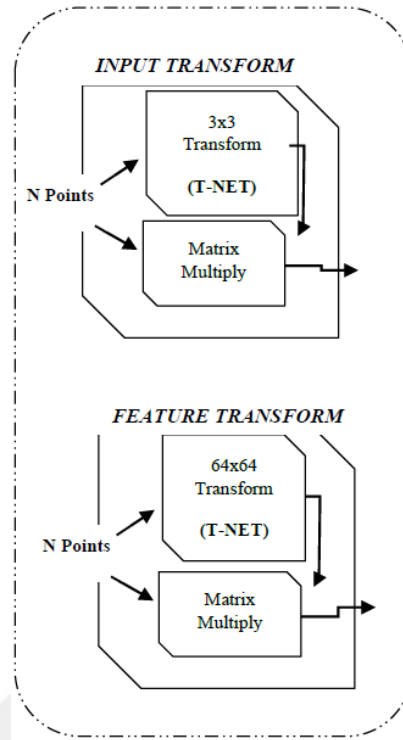 INPUT TRANSFORM
3x3
Transform
(T-NET)
N Points
Matrix
Multiply
FEATURE TRANSFORM
64x64
Transform
(T-NET)
N Points
Matrix
Multiply